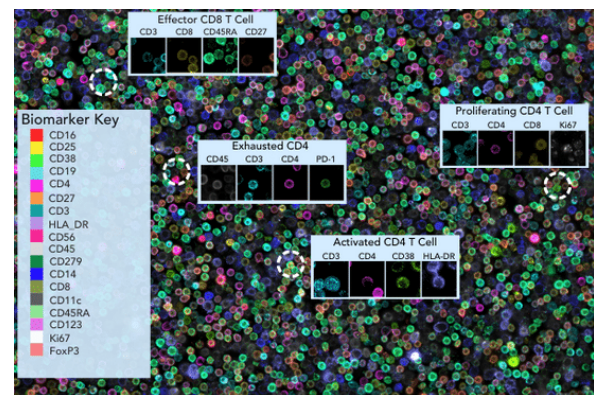 Effector CD8 T Cell
CD3 CD8 CD45RA CD27
Proliferating CD4 T Cell
CD3 CD4 CD8 Ki67
Biomarker Key
CD16
CD25
CD38
CD19
CD4
CD27
CD3
HLA_DR
CD56
CD45
CD279
CD14
CD8
CD11c
CD45RA
CD123
Ki67
FoxP3
Exhausted CD4
CD45 CD3 CD4 PD-1
Activated CD4 T Cell
CD3 CD4 CD38 HLA-DR